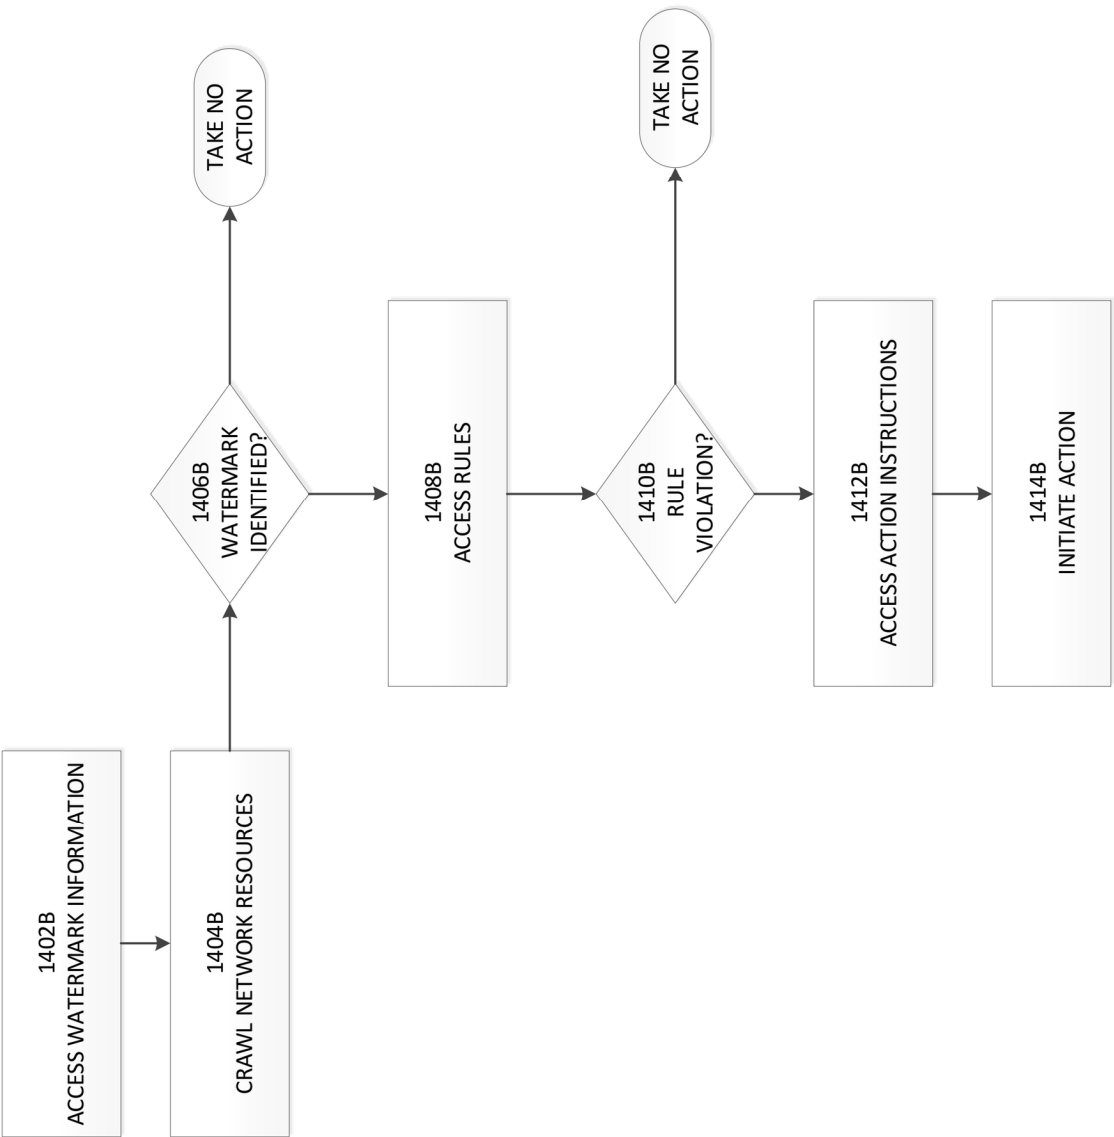 1402B
ACCESS WATERMARK INFORMATION
1404B
CRAWL NETWORK RESOURCES
1406B
WATERMARK
IDENTIFIED?
TAKE NO
ACTION
1408B
ACCESS RULES
1410B
RULE
VIOLATION?
TAKE NO
ACTION
1412B
ACCESS ACTION INSTRUCTIONS
1414B
INITIATE ACTION